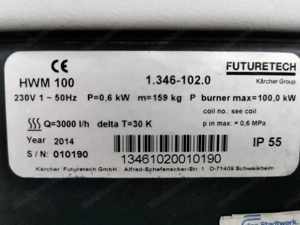 CE
FUTURETECH
Kärcher Group
HWM 100 1.346-102.0
230V 1 ~ 50Hz P=0,6 kW m=159 kg P burner max=100,0 kW
coil no.: see coil
Q=3000 l/h delta T=30 K p in max = 0,6 MPa
Year 2014 IP 55
S / N: 010190
13461020010190
Kärcher Futuretech GmbH Alfred-Schefenacker-Str. 1 D-71409 Schwaikheim